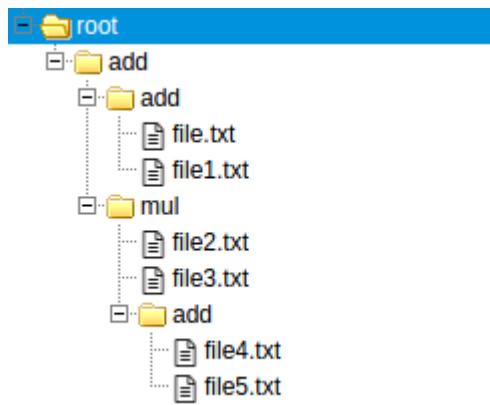 root
add
add
file.txt
file1.txt
mul
file2.txt
file3.txt
add
file4.txt
file5.txt